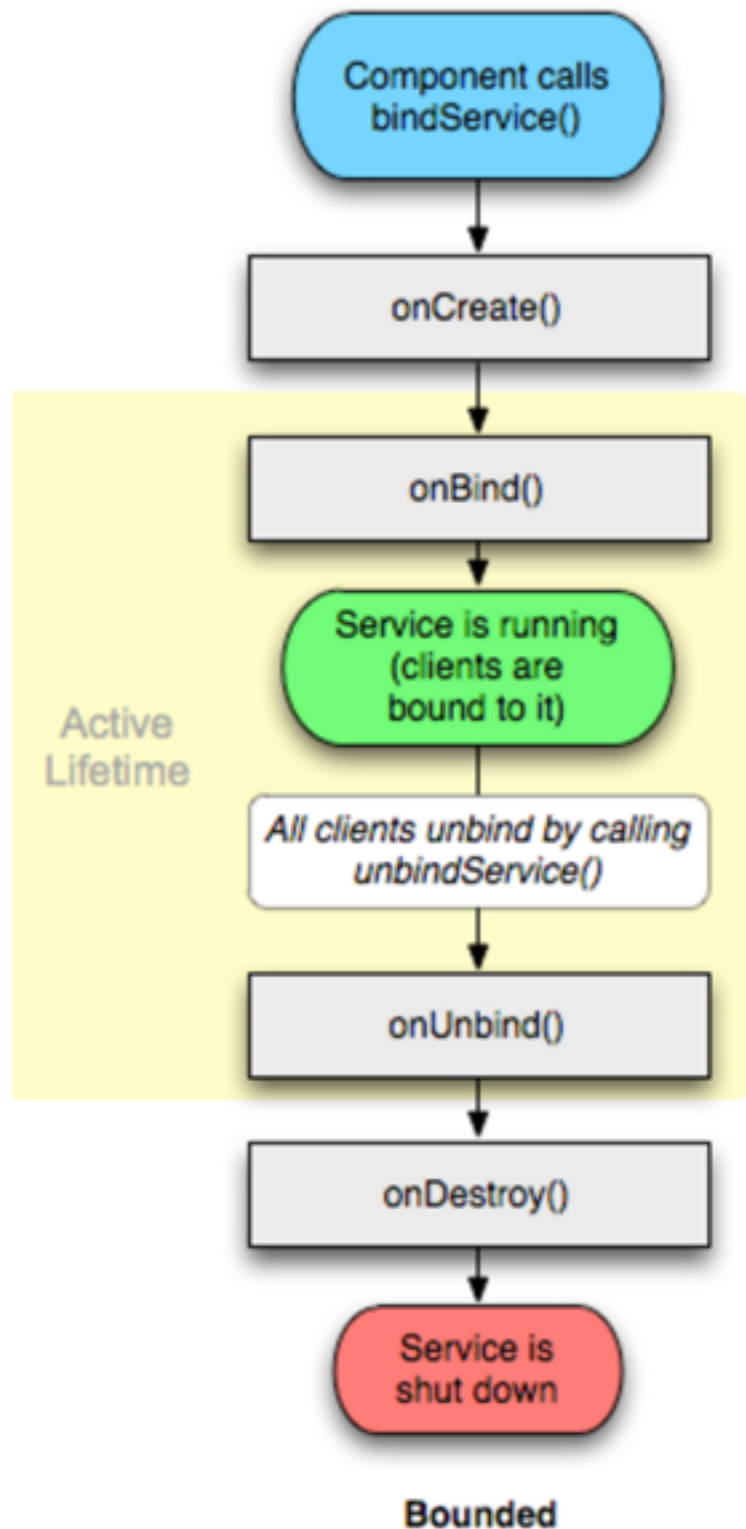 Component calls
bindService()
onCreate()
onBind()
Service is running
(clients are
bound to it)
Active
Lifetime
All clients unbind by calling
unbindService()
onUnbind()
onDestroy()
Service is
shut down
Bounded